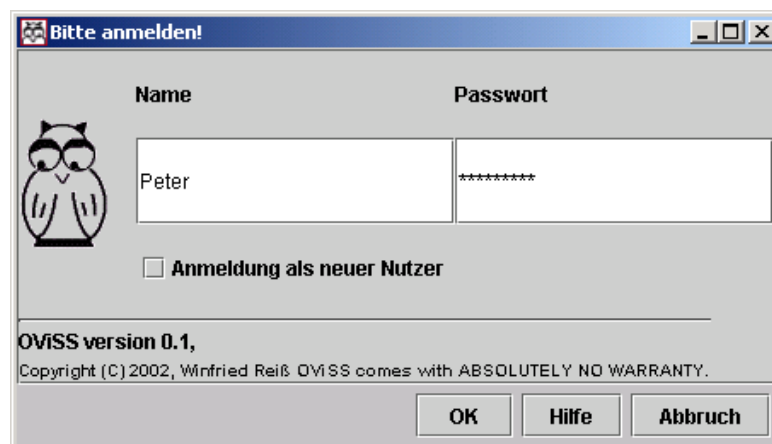 Bitte anmelden!
Name Passwort
Peter *********
Anmeldung als neuer Nutzer
OViSS version 0.1,
Copyright (C) 2002, Winfried Reiß OViSS comes with ABSOLUTELY NO WARRANTY.
OK Hilfe Abbruch